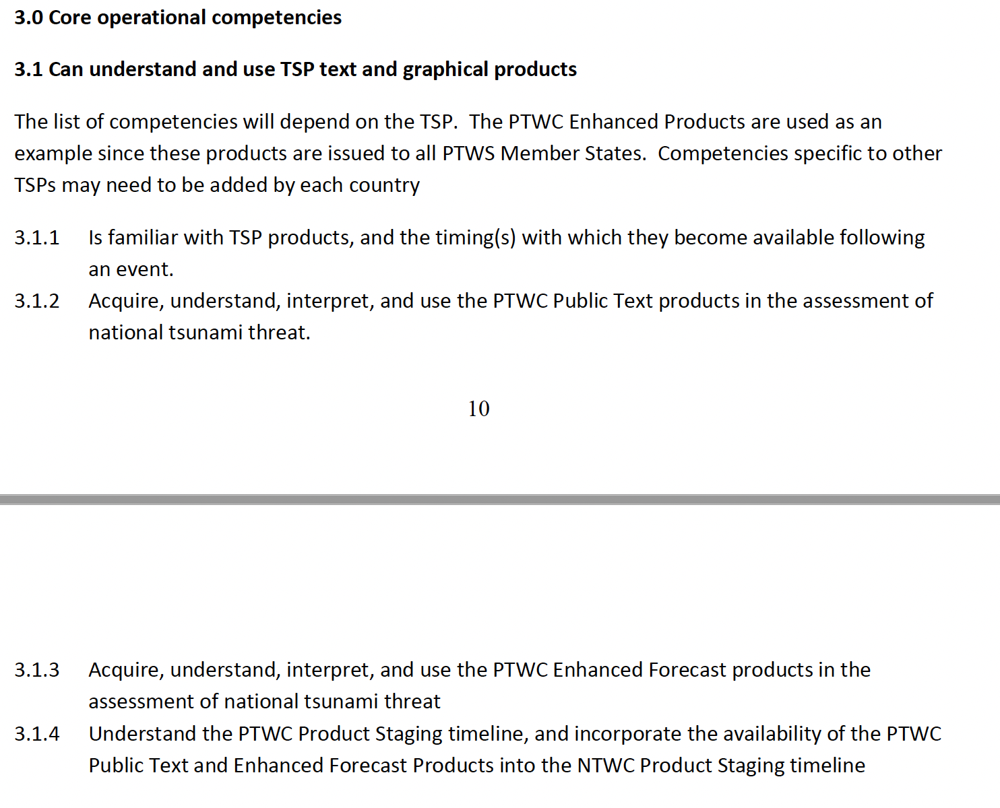 3.0 Core operational competencies
3.1 Can understand and use TSP text and graphical products
The list of competencies will depend on the TSP.  The PTWC Enhanced Products are used as an
example since these products are issued to all PTWS Member States.  Competencies specific to other
TSPs may need to be added by each country
3.1.1 Is familiar with TSP products, and the timing(s) with which they become available following
an event.
3.1.2 Acquire, understand, interpret, and use the PTWC Public Text products in the assessment of
national tsunami threat.
10
3.1.3 Acquire, understand, interpret, and use the PTWC Enhanced Forecast products in the
assessment of national tsunami threat
3.1.4 Understand the PTWC Product Staging timeline, and incorporate the availability of the PTWC
Public Text and Enhanced Forecast Products into the NTWC Product Staging timeline